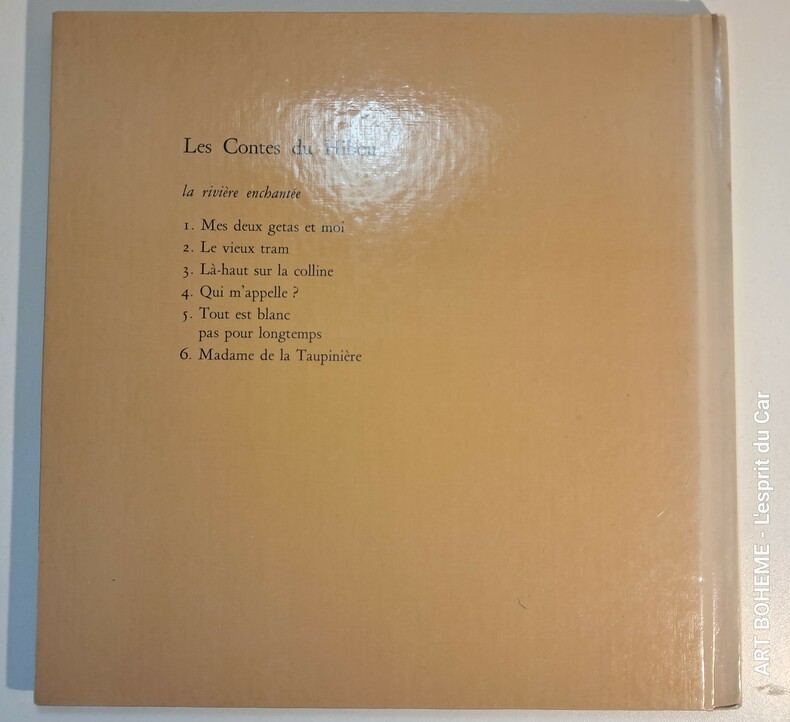 Les Contes du Hibou
la rivière enchantée
1. Mes deux getas et moi
2. Le vieux tram
3. Là-haut sur la colline
4. Qui m'appelle ?
5. Tout est blanc
pas pour longtemps
6. Madame de la Taupinière
ART BOHEME - L'esprit du Car